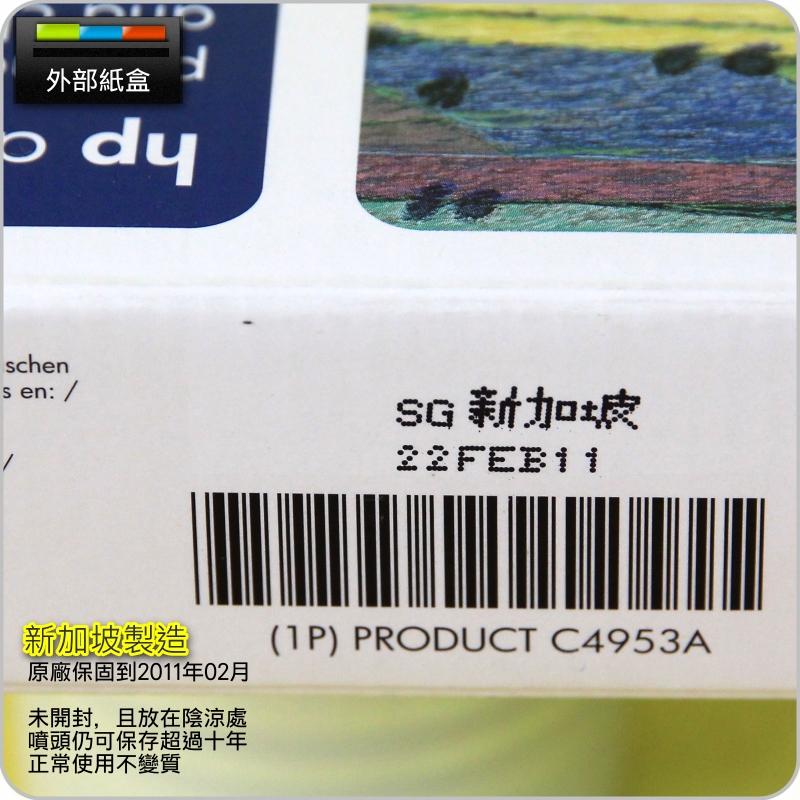 外部紙盒
hp
schen
s en: /
/
SG 新加坡
22FEB11
(1P) PRODUCT C4953A
新加坡製造
原廠保固到2011年02月
未開封，且放在陰涼處
噴頭仍可保存超過十年
正常使用不變質